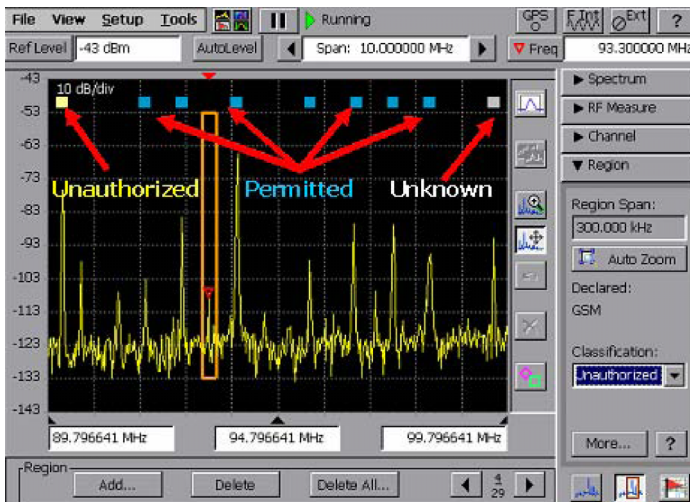 File View Setup Tools Running GPS F.Int Ext ?
Ref Level -43 dBm AutoLevel Span: 10.000000 MHz Freq 93.300000 MHz
-43
10 dB/div
-53
-63
-73
-83
-93
-103
-113
-123
-133
-143
Unauthorized Permitted Unknown
89.796641 MHz 94.796641 MHz 99.796641 MHz
Spectrum
RF Measure
Channel
Region
Region Span:
300.000 kHz
Auto Zoom
Declared:
GSM
Classification:
Unauthorized
More... ?
Region
Add... Delete Delete All... 4
29